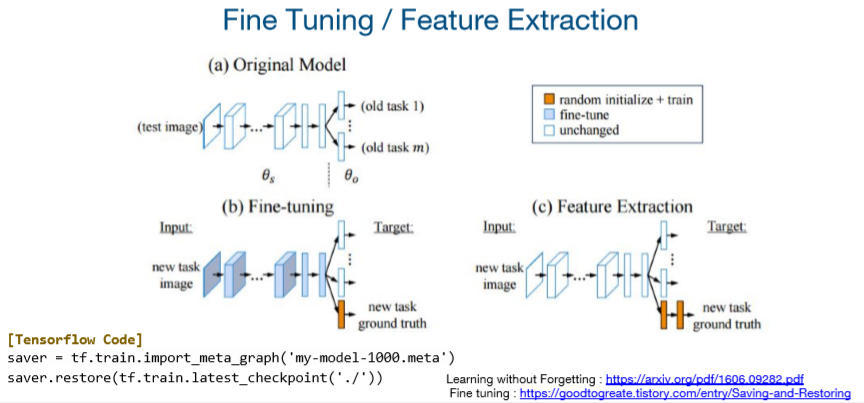 Fine Tuning / Feature Extraction
(a) Original Model
(test image)
...
(old task 1)
(old task m)
θs
θo
random initialize + train
fine-tune
unchanged
(b) Fine-tuning
Input:
Target:
new task
image
...
new task
ground truth
(c) Feature Extraction
Input:
Target:
new task
image
...
new task
ground truth
[Tensorflow Code]
saver = tf.train.import_meta_graph('my-model-1000.meta')
saver.restore(tf.train.latest_checkpoint('./'))
Learning without Forgetting : https://arxiv.org/pdf/1606.09282.pdf
Fine tuning : https://goodtogreate.tistory.com/entry/Saving-and-Restoring